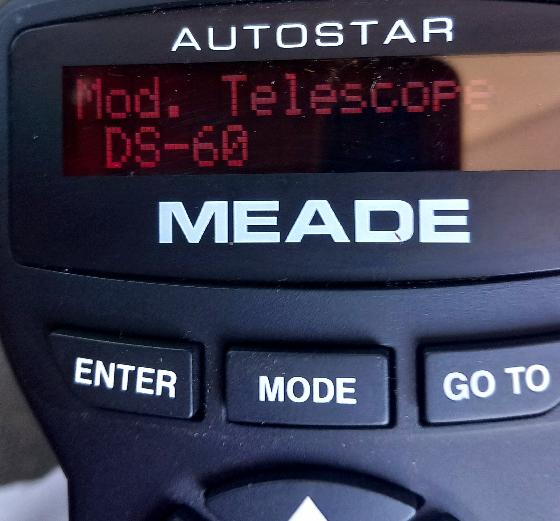 AUTOSTAR
Mod. Telescope
DS-60
MEADE
ENTER MODE GO TO